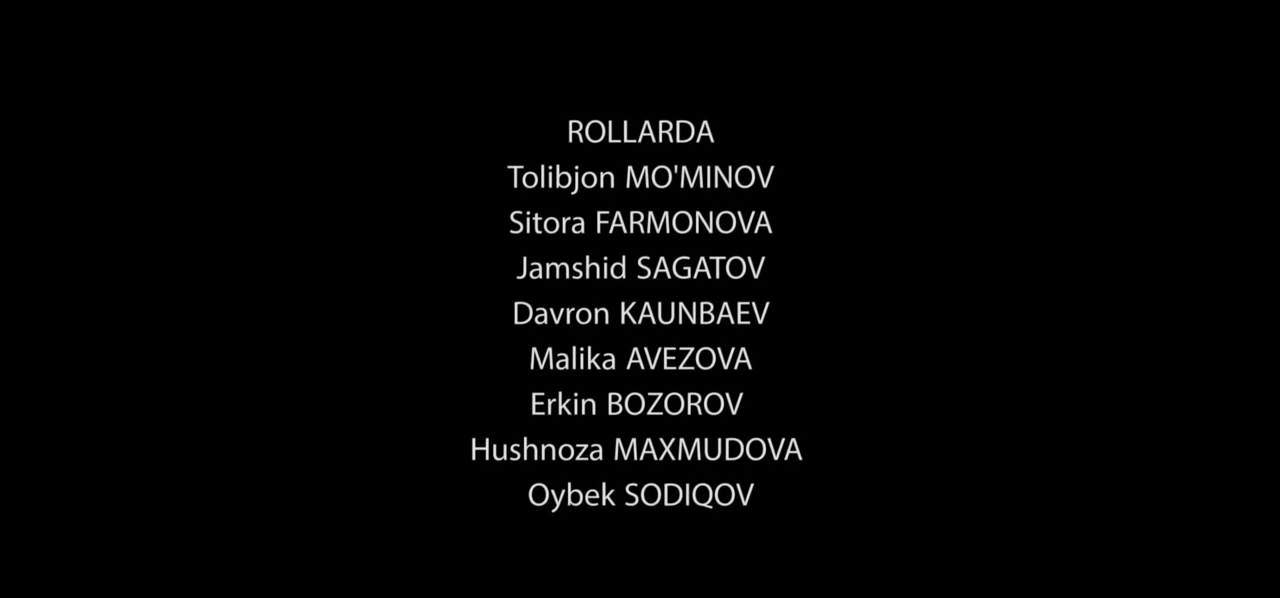 ROLLARDA
Tolibjon MO'MINOV
Sitora FARMONOVA
Jamshid SAGATOV
Davron KAUNBAEV
Malika AVEZOVA
Erkin BOZOROV
Hushnoza MAXMUDOVA
Oybek SODIQOV